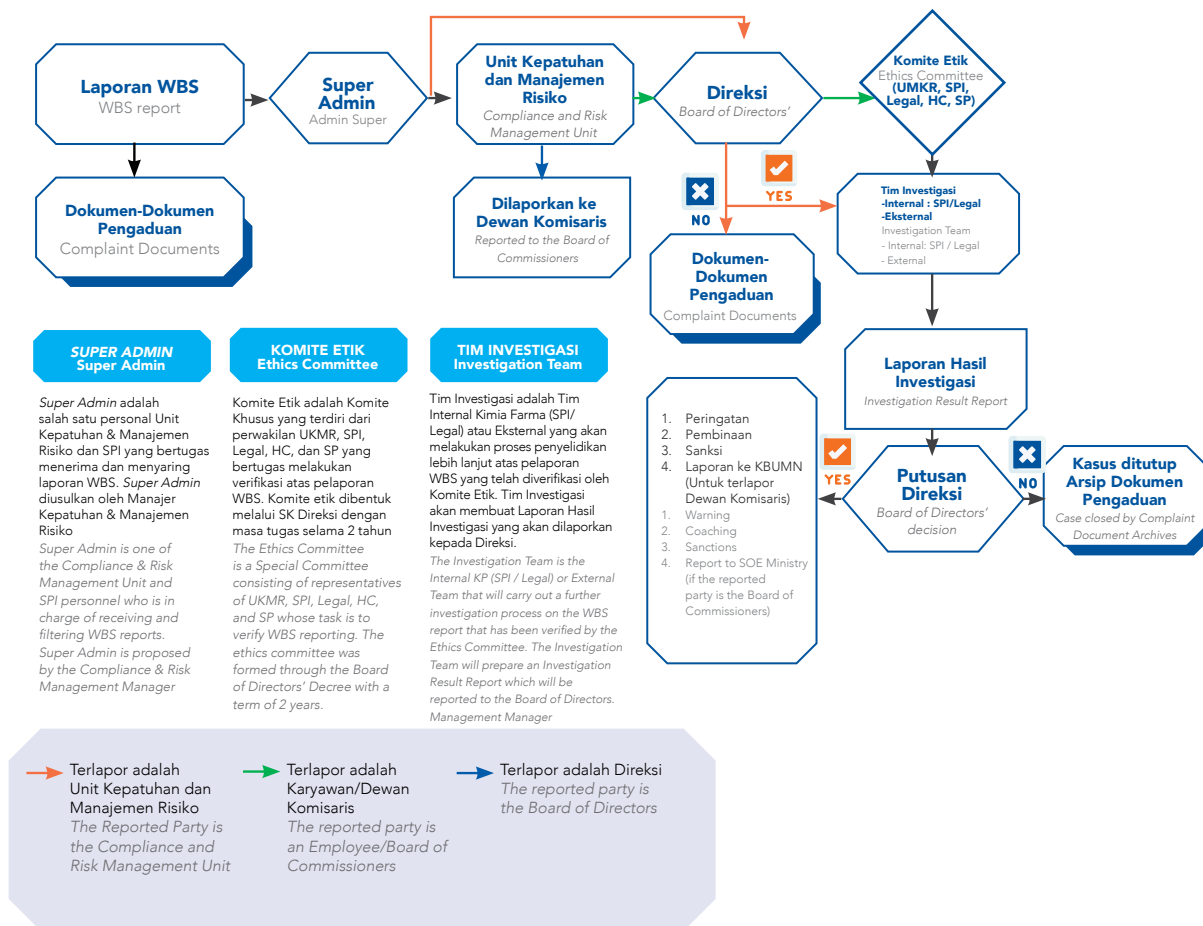 Laporan WBS
WBS report
Super
Admin
Admin Super
Unit Kepatuhan
dan Manajemen
Risiko
Compliance and Risk
Management Unit
Direksi
Board of Directors'
Komite Etik
Ethics Committee
(UMKR, SPI,
Legal, HC, SP)
Dokumen-Dokumen
Pengaduan
Complaint Documents
Dilaporkan ke
Dewan Komisaris
Reported to the Board of
Commissioners
NO
YES
Dokumen-
Dokumen
Pengaduan
Complaint Documents
Tim Investigasi
-Internal : SPI/Legal
-Eksternal
Investigation Team
- Internal: SPI / Legal
- External
Laporan Hasil
Investigasi
Investigation Result Report
Putusan
Direksi
Board of Directors'
decision
YES
NO
Kasus ditutup
Arsip Dokumen
Pengaduan
Case closed by Complaint
Document Archives
1. Peringatan
2. Pembinaan
3. Sanksi
4. Laporan ke KBUMN
(Untuk terlapor
Dewan Komisaris)
1. Warning
2. Coaching
3. Sanctions
4. Report to SOE Ministry
(if the reported
party is the Board of
Commissioners)
SUPER ADMIN
Super Admin
Super Admin adalah
salah satu personal Unit
Kepatuhan & Manajemen
Risiko dan SPI yang bertugas
menerima dan menyaring
laporan WBS. Super Admin
diusulkan oleh Manajer
Kepatuhan & Manajemen
Risiko
Super Admin is one of
the Compliance & Risk
Management Unit and
SPI personnel who is in
charge of receiving and
filtering WBS reports.
Super Admin is proposed
by the Compliance & Risk
Management Manager
KOMITE ETIK
Ethics Committee
Komite Etik adalah Komite
Khusus yang terdiri dari
perwakilan UKMR, SPI,
Legal, HC, dan SP yang
bertugas melakukan
verifikasi atas pelaporan
WBS. Komite etik dibentuk
melalui SK Direksi dengan
masa tugas selama 2 tahun
The Ethics Committee
is a Special Committee
consisting of representatives
of UKMR, SPI, Legal, HC,
and SP whose task is to
verify WBS reporting. The
ethics committee was
formed through the Board
of Directors' Decree with a
term of 2 years.
TIM INVESTIGASI
Investigation Team
Tim Investigasi adalah Tim
Internal Kimia Farma (SPI/
Legal) atau Eksternal yang akan
melakukan proses penyelidikan
lebih lanjut atas pelaporan
WBS yang telah diverifikasi oleh
Komite Etik. Tim Investigasi
akan membuat Laporan Hasil
Investigasi yang akan dilaporkan
kepada Direksi.
The Investigation Team is the
Internal KP (SPI / Legal) or External
Team that will carry out a further
investigation process on the WBS
report that has been verified by the
Ethics Committee. The Investigation
Team will prepare an Investigation
Result Report which will be
reported to the Board of Directors.
Management Manager
Terlapor adalah
Unit Kepatuhan dan
Manajemen Risiko
The Reported Party is
the Compliance and
Risk Management Unit
Terlapor adalah
Karyawan/Dewan
Komisaris
The reported party is
an Employee/Board of
Commissioners
Terlapor adalah Direksi
The reported party is
the Board of Directors